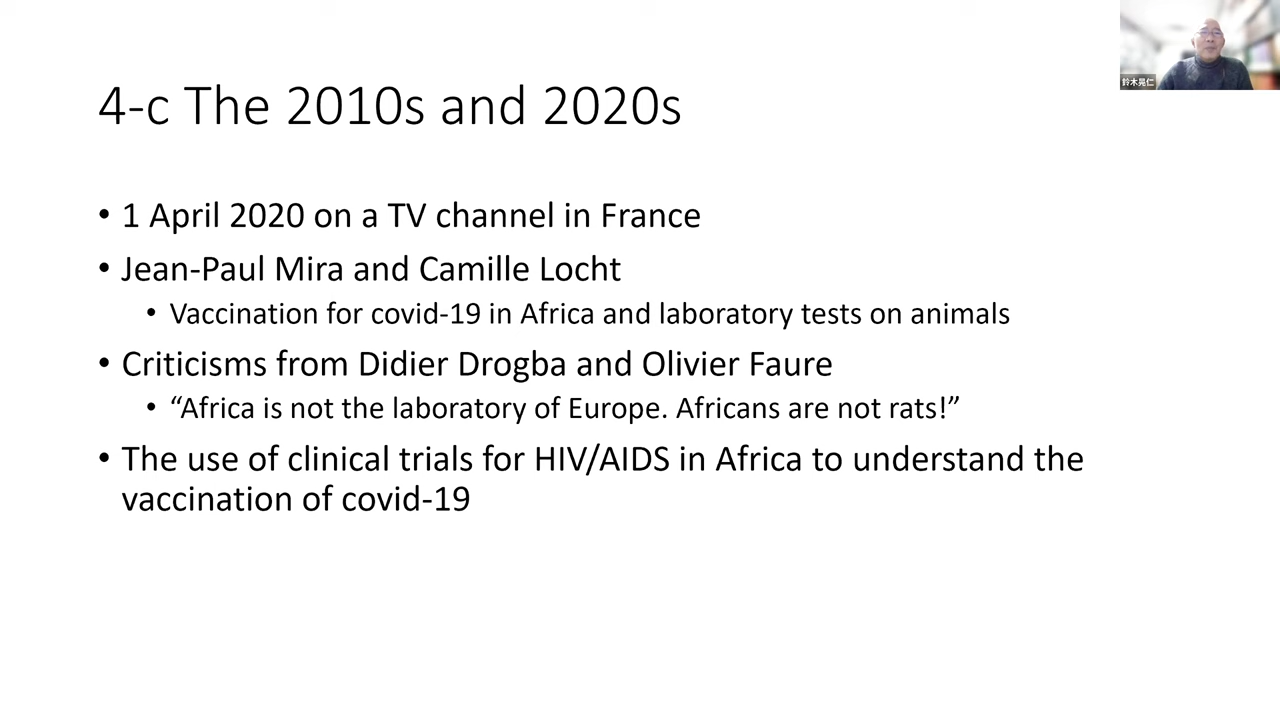 4-c The 2010s and 2020s
• 1 April 2020 on a TV channel in France
• Jean-Paul Mira and Camille Locht
• Vaccination for covid-19 in Africa and laboratory tests on animals
• Criticisms from Didier Drogba and Olivier Faure
• “Africa is not the laboratory of Europe. Africans are not rats!”
• The use of clinical trials for HIV/AIDS in Africa to understand the
vaccination of covid-19
鈴木晃仁